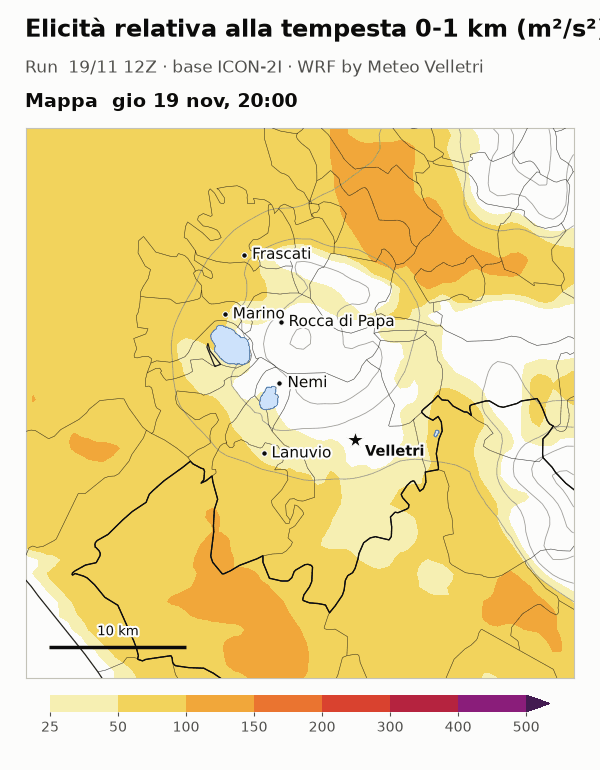 Elicità relativa alla tempesta 0-1 km (m²/s²)
Run  19/11 12Z · base ICON-2I · WRF by Meteo Velletri
Mappa  gio 19 nov, 20:00
Frascati
Marino
Rocca di Papa
Nemi
Velletri
Lanuvio
10 km
25 50 100 150 200 300 400 500